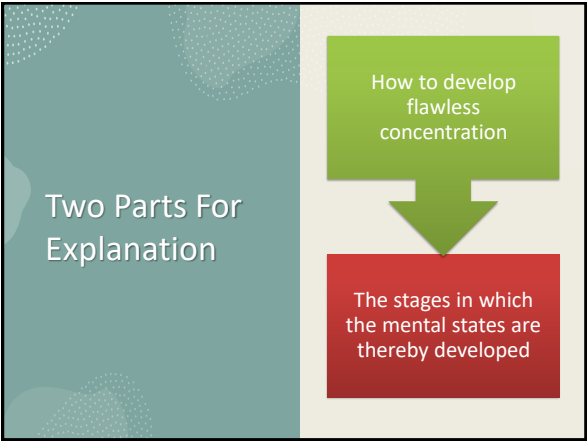 Two Parts For
Explanation
How to develop
flawless
concentration
The stages in which
the mental states are
thereby developed